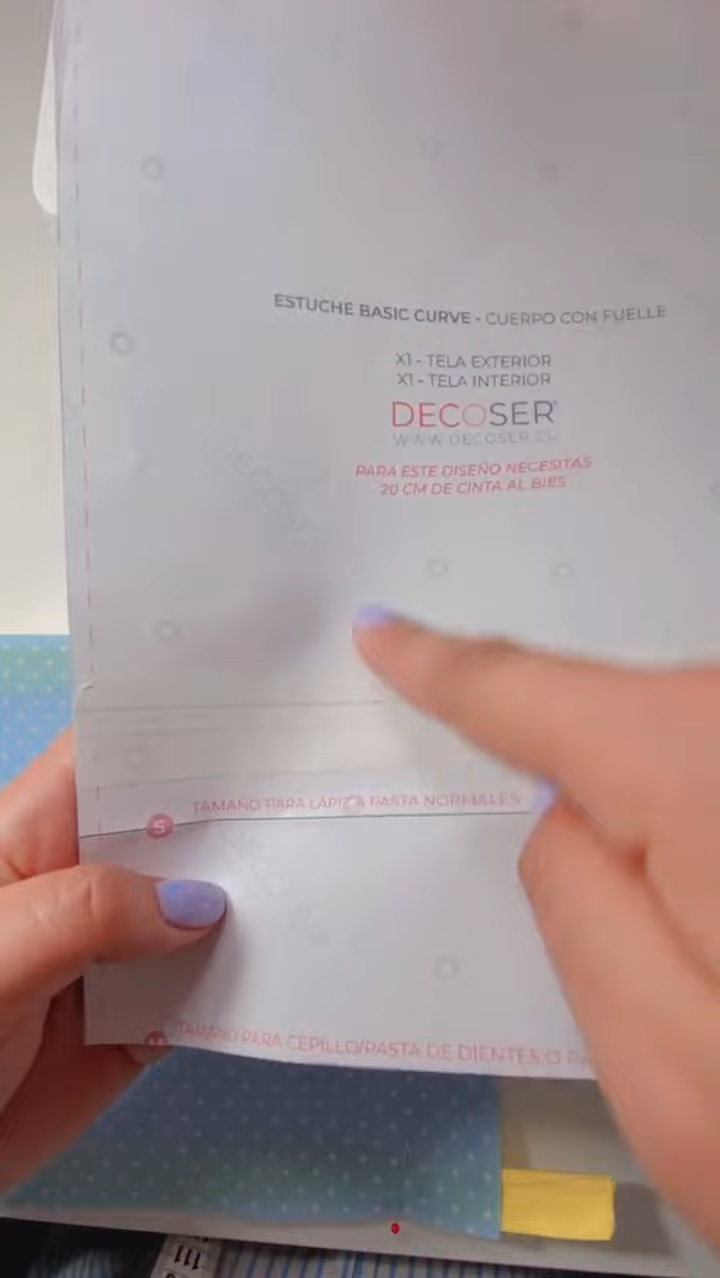 ESTUCHE BASIC CURVE - CUERPO CON FUELLE
X1 - TELA EXTERIOR
X1 - TELA INTERIOR
DECOSER
WWW.DECOSER.CL
PARA ESTE DISEÑO NECESITAS
20 CM DE CINTA AL BIES
S
TAMAÑO PARA LÁPIZ A PASTA NORMALES
TAMAÑO PARA CEPILLO/PASTA DE DIENTES O
111